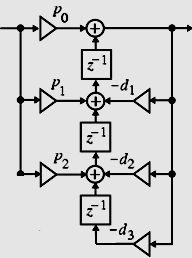 p₀
z⁻¹
p₁ -d₁
z⁻¹
p₂ -d₂
z⁻¹
-d₃